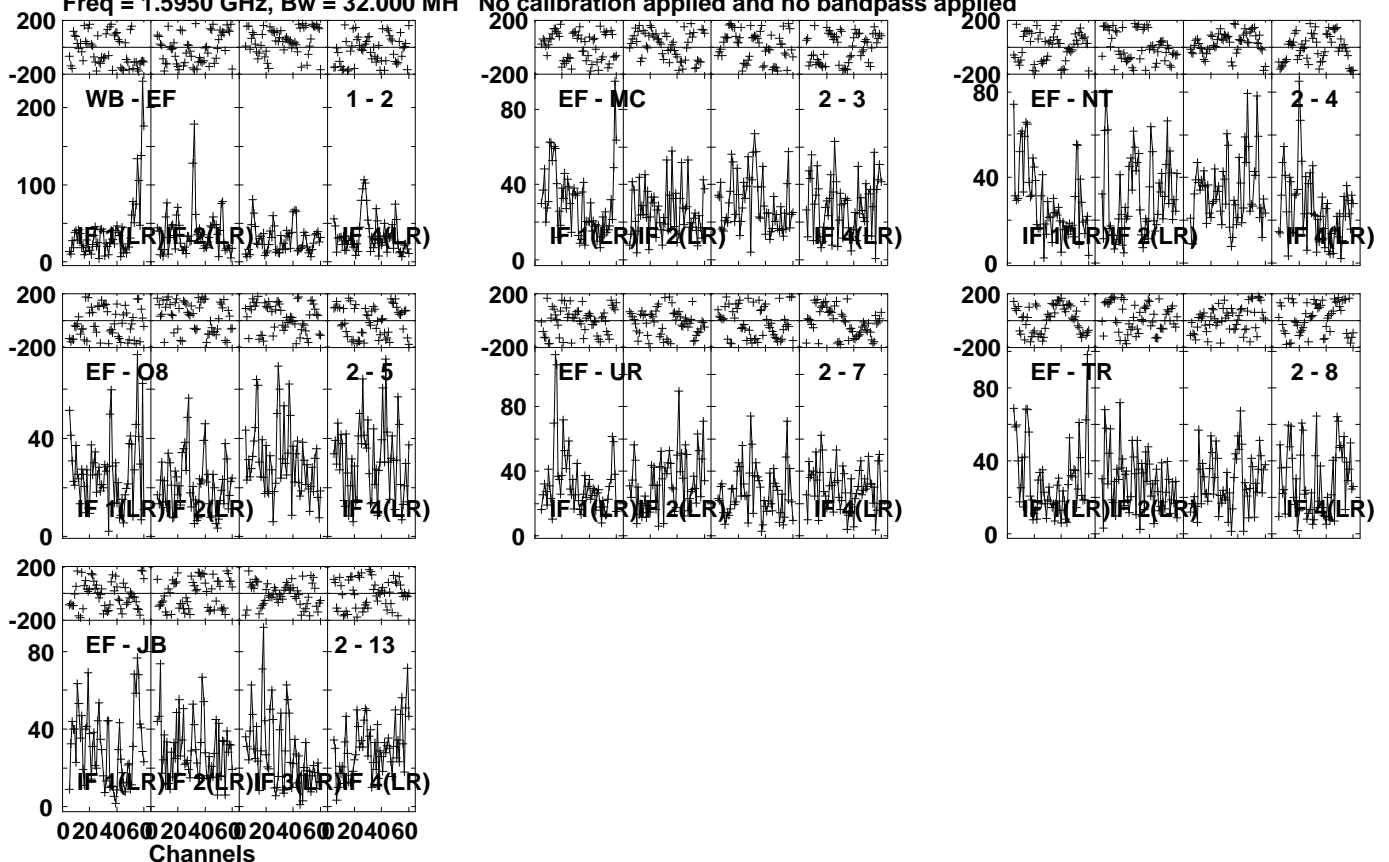 Freq = 1.5950 GHz, Bw = 32.000 MH No calibration applied and no bandpass applied
200
-200
WB - EF 1 - 2
200
100
0
IF 1(LR) IF 2(LR) IF 4(LR)
200
-200
EF - MC 2 - 3
80
40
0
IF 1(LR) IF 2(LR) IF 4(LR)
200
-200
EF - NT 2 - 4
80
40
0
IF 1(LR) IF 2(LR) IF 4(LR)
200
-200
EF - O8 2 - 5
40
0
IF 1(LR) IF 2(LR) IF 4(LR)
200
-200
EF - UR 2 - 7
80
40
0
IF 1(LR) IF 2(LR) IF 4(LR)
200
-200
EF - TR 2 - 8
80
40
0
IF 1(LR) IF 2(LR) IF 4(LR)
200
-200
EF - JB 2 - 13
80
40
0
IF 1(LR) IF 2(LR) IF 3(LR) IF 4(LR)
0 20 40 60 0 20 40 60 0 20 40 60 0 20 40 60
Channels